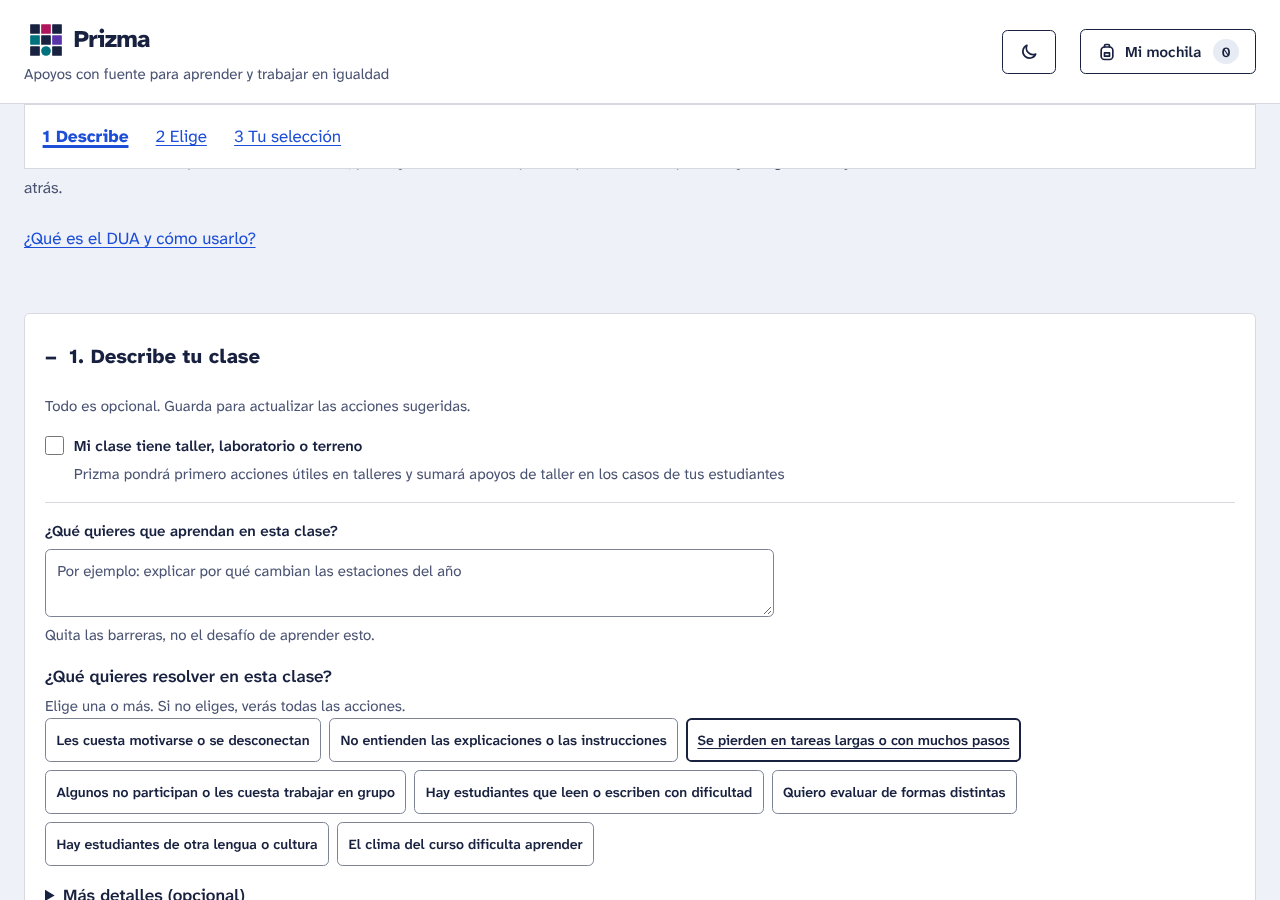 Prizma
Apoyos con fuente para aprender y trabajar en igualdad
Mi mochila 0
1 Describe 2 Elige 3 Tu selección
atrás.
¿Qué es el DUA y cómo usarlo?
– 1. Describe tu clase
Todo es opcional. Guarda para actualizar las acciones sugeridas.
Mi clase tiene taller, laboratorio o terreno
Prizma pondrá primero acciones útiles en talleres y sumará apoyos de taller en los casos de tus estudiantes
¿Qué quieres que aprendan en esta clase?
Por ejemplo: explicar por qué cambian las estaciones del año
Quita las barreras, no el desafío de aprender esto.
¿Qué quieres resolver en esta clase?
Elige una o más. Si no eliges, verás todas las acciones.
Les cuesta motivarse o se desconectan
No entienden las explicaciones o las instrucciones
Se pierden en tareas largas o con muchos pasos
Algunos no participan o les cuesta trabajar en grupo
Hay estudiantes que leen o escriben con dificultad
Quiero evaluar de formas distintas
Hay estudiantes de otra lengua o cultura
El clima del curso dificulta aprender
Más detalles (opcional)